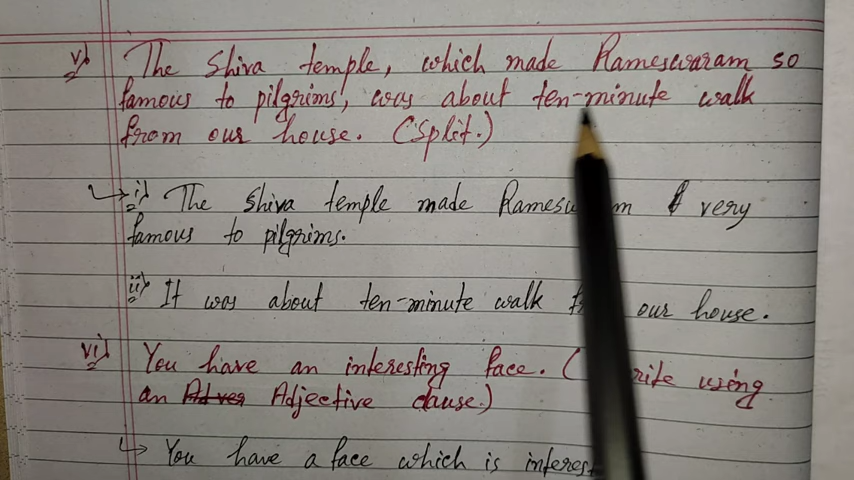 v) The Shiva temple, which made Rameswaram so
famous to pilgrims, was about ten-minute walk
from our house. (Split.)
i) The Shiva temple made Rameswaram very
famous to pilgrims.
ii) It was about ten-minute walk our house.
vi) You have an interesting face. ( using
an Adjective clause.)
You have a face which is